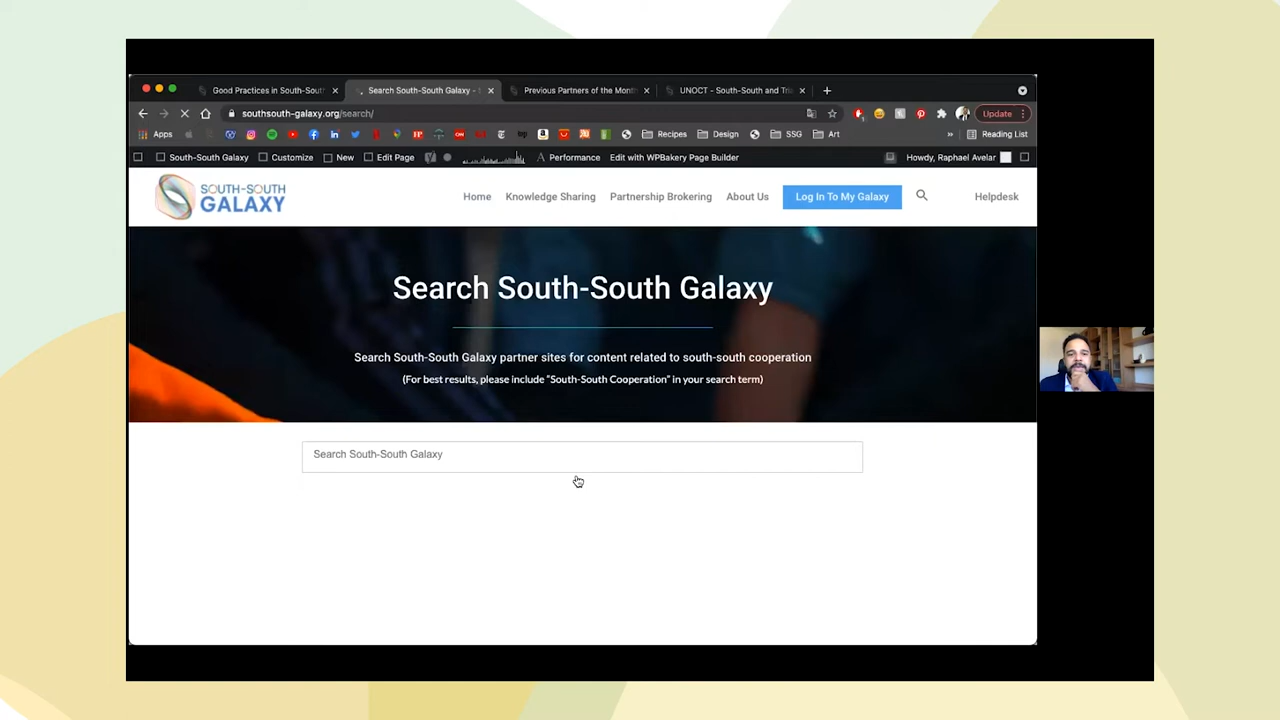 Good Practices in South-Sout
Search South-South Galaxy -
Previous Partners of the Month
UNOCT - South-South and Tri
southsouth-galaxy.org/search/
Update
Apps
Recipes
Design
SSG
Art
Reading List
South-South Galaxy
Customize
New
Edit Page
Performance
Edit with WPBakery Page Builder
Howdy, Raphael Avelar
SOUTH-SOUTH
GALAXY
Home
Knowledge Sharing
Partnership Brokering
About Us
Log In To My Galaxy
Helpdesk
Search South-South Galaxy
Search South-South Galaxy partner sites for content related to south-south cooperation
(For best results, please include "South-South Cooperation" in your search term)
Search South-South Galaxy